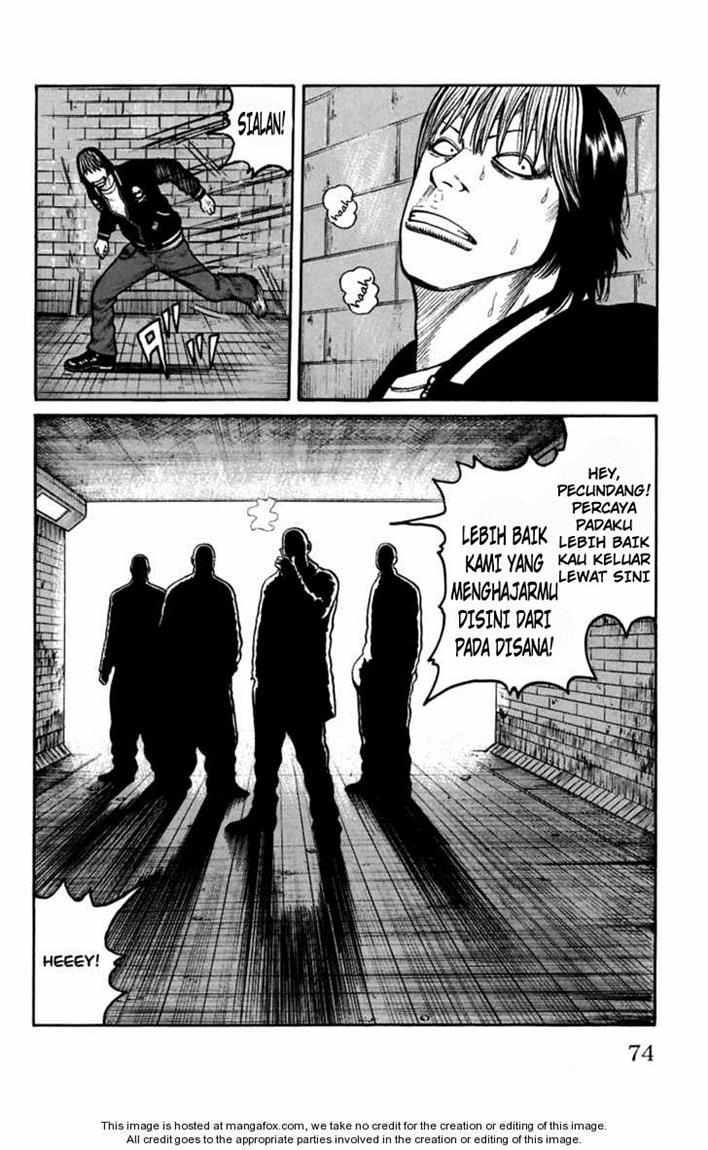 haah
haah
SIALAN!
HEY,
PECUNDANG!
PERCAYA
PADAKU
LEBIH BAIK
KAU KELUAR
LEWAT SINI
LEBIH BAIK
KAMI YANG
MENGHAJARMU
DISINI DARI
PADA DISANA!
HEEEY!
74
This image is hosted at mangafox.com, we take no credit for the creation or editing of this image.
All credit goes to the appropriate parties involved in the creation or editing of this image.